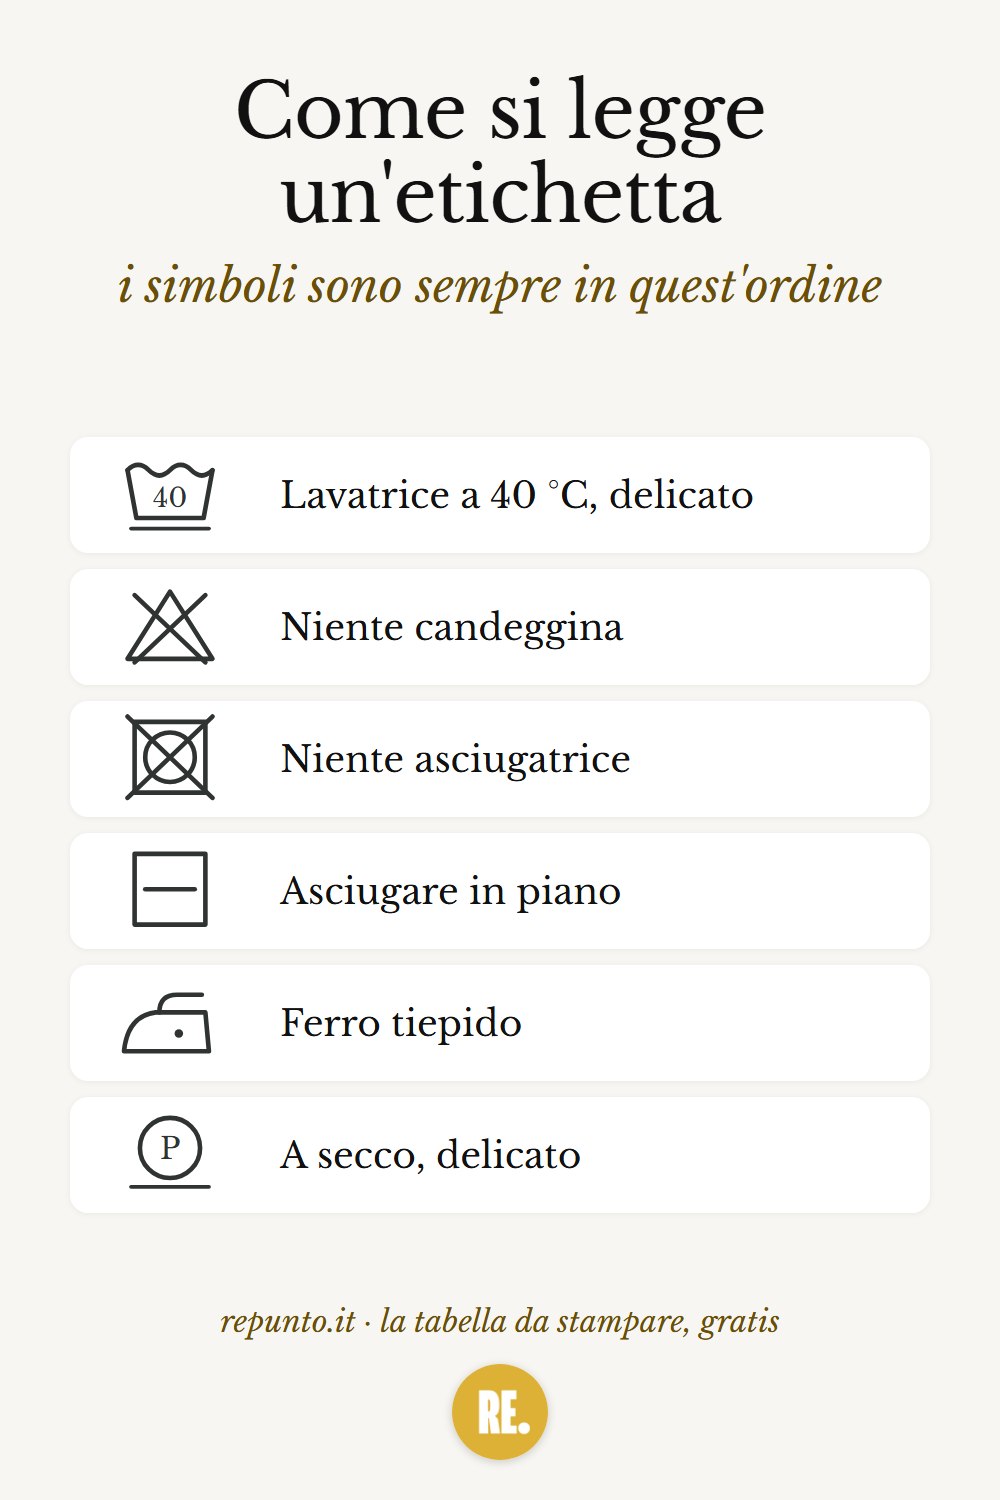 Come si legge
un'etichetta
i simboli sono sempre in quest'ordine
40
Lavatrice a 40 °C, delicato
Niente candeggina
Niente asciugatrice
Asciugare in piano
Ferro tiepido
P
A secco, delicato
repunto.it · la tabella da stampare, gratis
RE.